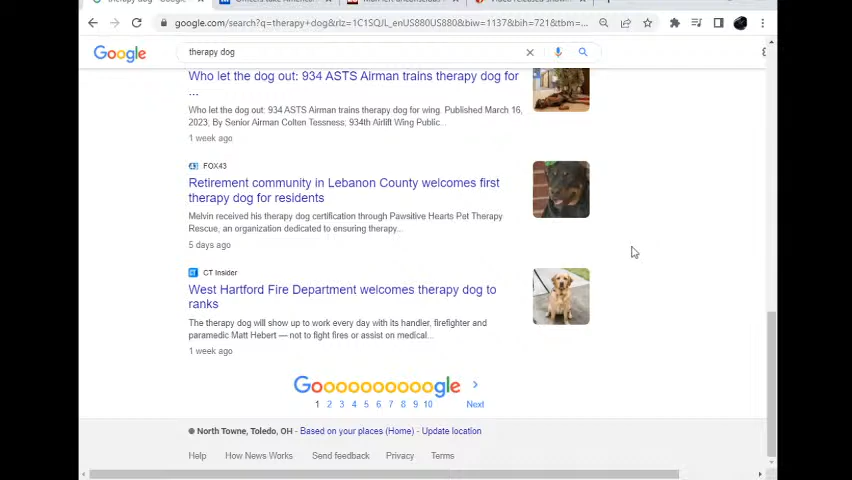 google.com/search?q=therapy+dog&rlz=1C1SQJL_enUS880US880&biw=1137&bih=721&tbm=...
Google
therapy dog
Who let the dog out: 934 ASTS Airman trains therapy dog for
...
Who let the dog out: 934 ASTS Airman trains therapy dog for wing. Published March 16,
2023, By Senior Airman Colten Tessness, 934th Airlift Wing Public...
1 week ago
FOX43
Retirement community in Lebanon County welcomes first
therapy dog for residents
Melvin received his therapy dog certification through Pawsitive Hearts Pet Therapy
Rescue, an organization dedicated to ensuring therapy...
5 days ago
CT Insider
West Hartford Fire Department welcomes therapy dog to
ranks
The therapy dog will show up to work every day with its handler, firefighter and
paramedic Matt Hebert — not to fight fires or assist on medical...
1 week ago
Goooooooooogle >
1 2 3 4 5 6 7 8 9 10 Next
North Towne, Toledo, OH - Based on your places (Home) - Update location
Help How News Works Send feedback Privacy Terms